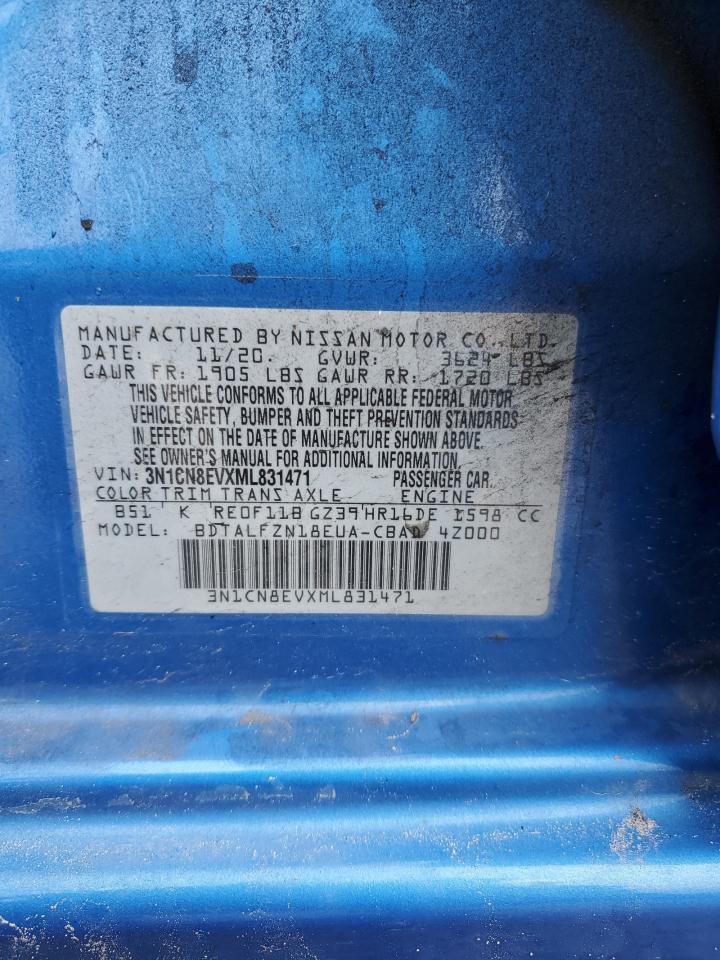 MANUFACTURED BY NISSAN MOTOR CO., LTD.
DATE: 11/20 GVWR: 3624 LBS
GAWR FR: 1905 LBS GAWR RR: 1720 LBS
THIS VEHICLE CONFORMS TO ALL APPLICABLE FEDERAL MOTOR
VEHICLE SAFETY, BUMPER AND THEFT PREVENTION STANDARDS
IN EFFECT ON THE DATE OF MANUFACTURE SHOWN ABOVE.
SEE OWNER'S MANUAL FOR ADDITIONAL INFORMATION.
VIN: 3N1CN8EVXML831471 PASSENGER CAR.
COLOR TRIM TRANS AXLE ENGINE
B51 K RE0F11B GZ39 HR16DE 1598 CC
MODEL: BDTALFZN18EUA-CBAD 4Z000
3N1CN8EVXML831471